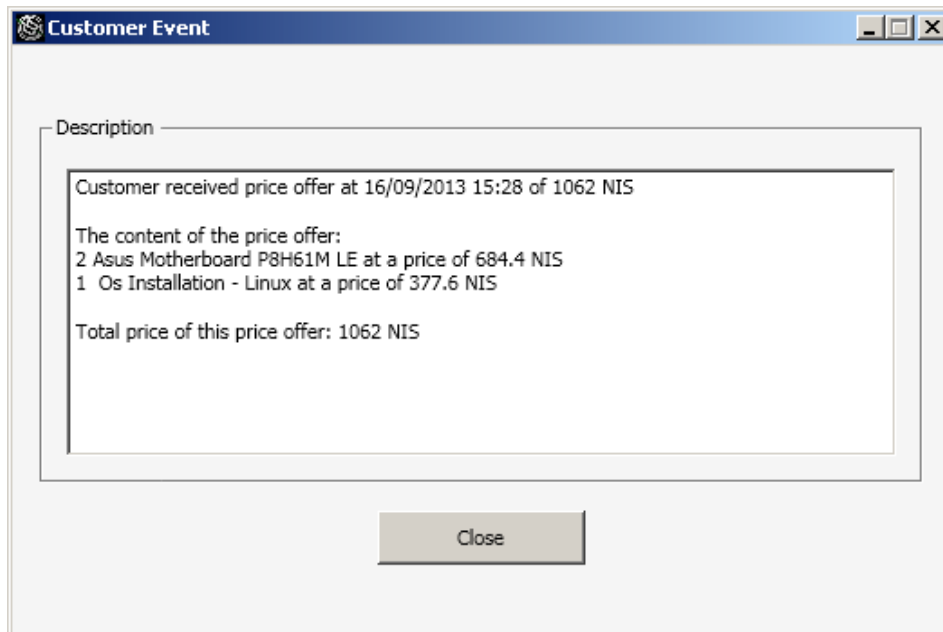 Customer Event
Description
Customer received price offer at 16/09/2013 15:28 of 1062 NIS
The content of the price offer:
2 Asus Motherboard P8H61M LE at a price of 684.4 NIS
1  Os Installation - Linux at a price of 377.6 NIS
Total price of this price offer: 1062 NIS
Close